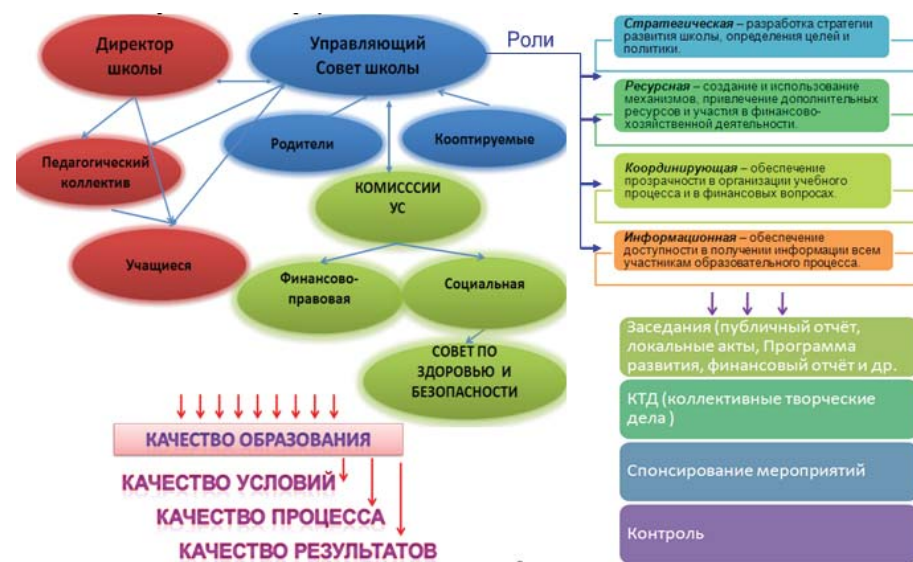 Директор
школы
Управляющий
Совет школы
Роли
Родители
Кооптируемые
Педагогический
коллектив
КОМИСССИИ
УС
Учащиеся
Финансово-
правовая
Социальная
СОВЕТ ПО
ЗДОРОВЬЮ И
БЕЗОПАСНОСТИ
КАЧЕСТВО ОБРАЗОВАНИЯ
КАЧЕСТВО УСЛОВИЙ
КАЧЕСТВО ПРОЦЕССА
КАЧЕСТВО РЕЗУЛЬТАТОВ
Стратегическая – разработка стратегии
развития школы, определения целей и
политики.
Ресурсная – создание и использование
механизмов, привлечение дополнительных
ресурсов и участия в финансово-
хозяйственной деятельности.
Координирующая – обеспечение
прозрачности в организации учебного
процесса и в финансовых вопросах.
Информационная – обеспечение
доступности в получении информации всем
участникам образовательного процесса.
Заседания (публичный отчёт,
локальные акты, Программа
развития, финансовый отчёт и др.
КТД (коллективные творческие
дела )
Спонсирование мероприятий
Контроль